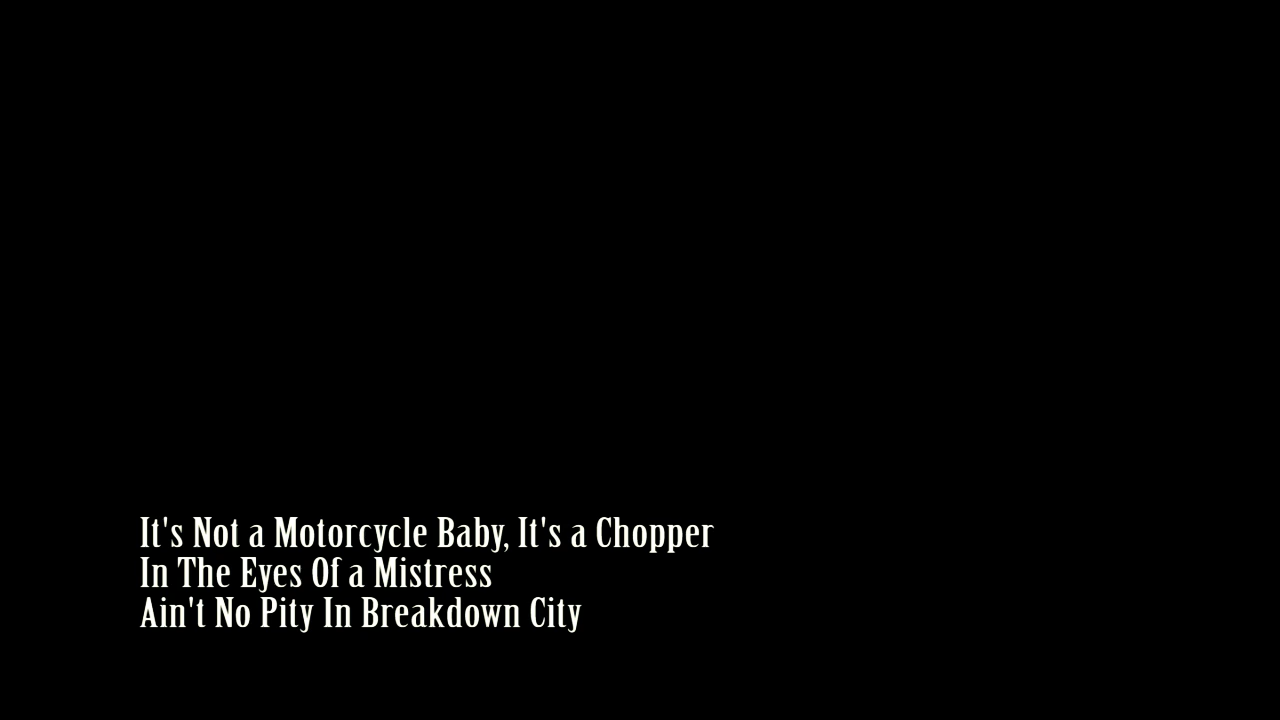 It's Not a Motorcycle Baby, It's a Chopper
In The Eyes Of a Mistress
Ain't No Pity In Breakdown City